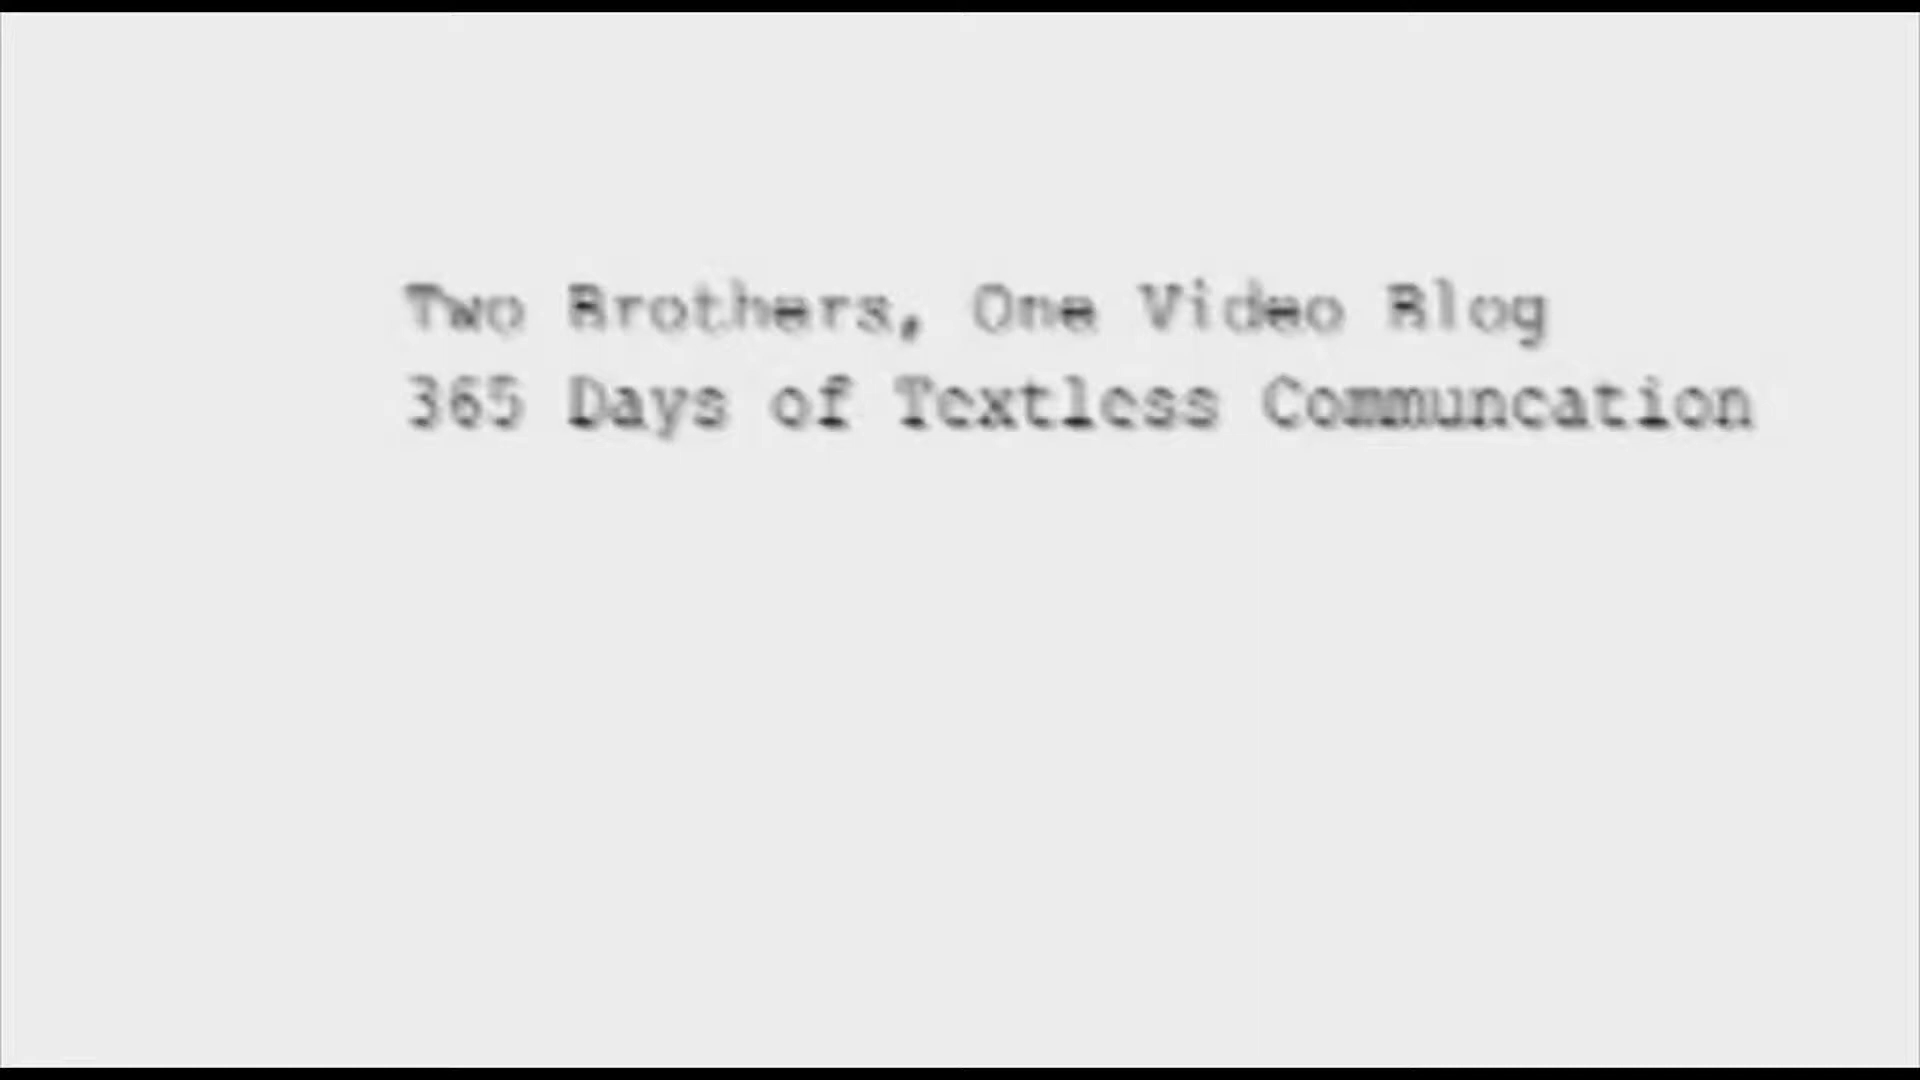 Two Brothers, One Video Blog
365 Days of Textless Communcation